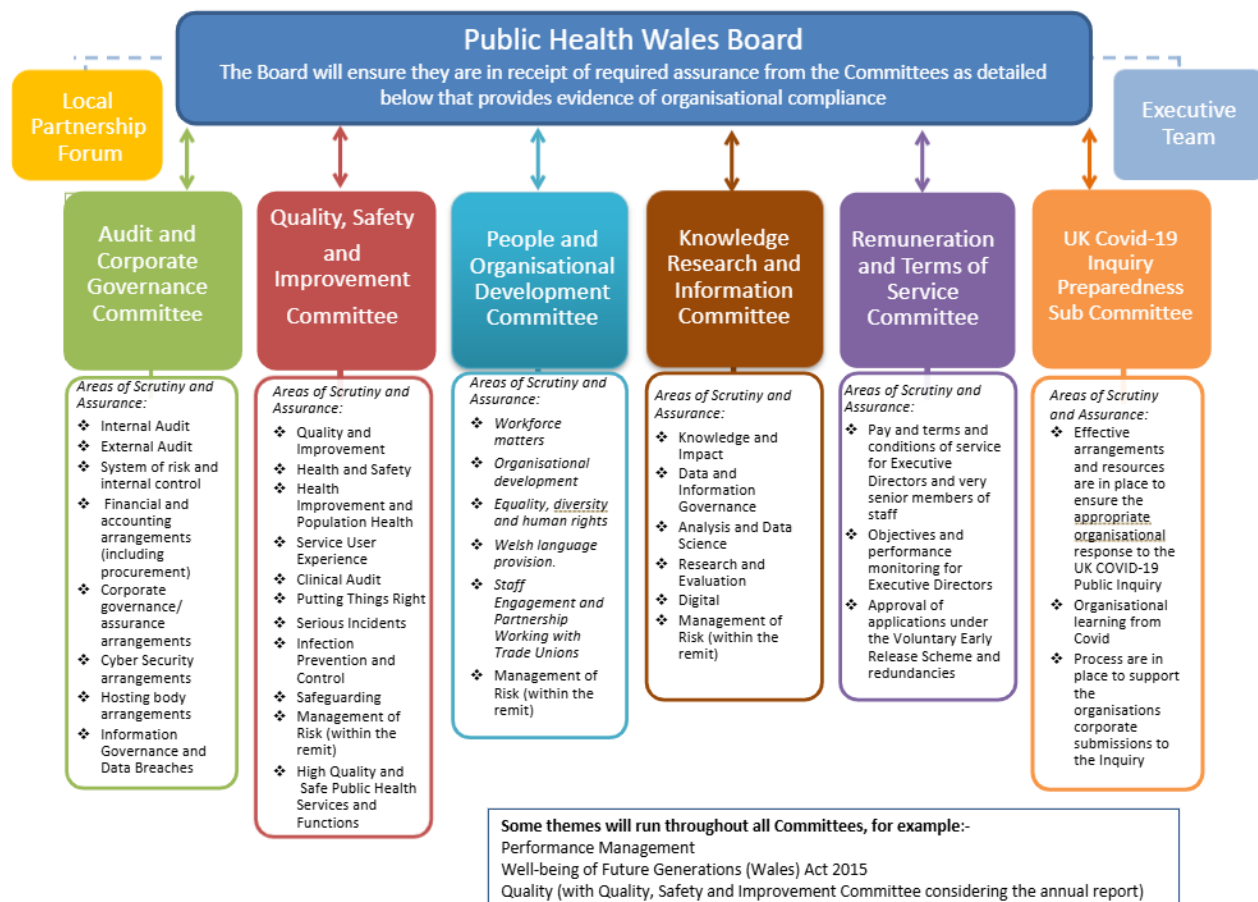 Public Health Wales Board
The Board will ensure they are in receipt of required assurance from the Committees as detailed
below that provides evidence of organisational compliance
Local
Partnership
Forum
Executive
Team
Audit and
Corporate
Governance
Committee
Quality, Safety
and
Improvement
Committee
People and
Organisational
Development
Committee
Knowledge
Research and
Information
Committee
Remuneration
and Terms of
Service
Committee
UK Covid-19
Inquiry
Preparedness
Sub Committee
Areas of Scrutiny and
Assurance:
❖ Internal Audit
❖ External Audit
❖ System of risk and
internal control
❖ Financial and
accounting
arrangements
(including
procurement)
❖ Corporate
governance/
assurance
arrangements
❖ Cyber Security
arrangements
❖ Hosting body
arrangements
❖ Information
Governance and
Data Breaches
Areas of Scrutiny and
Assurance:
❖ Quality and
Improvement
❖ Health and Safety
❖ Health
Improvement and
Population Health
❖ Service User
Experience
❖ Clinical Audit
❖ Putting Things Right
❖ Serious Incidents
❖ Infection
Prevention and
Control
❖ Safeguarding
❖ Management of
Risk (within the
remit)
❖ High Quality and
Safe Public Health
Services and
Functions
Areas of Scrutiny and
Assurance:
❖ Workforce
matters
❖ Organisational
development
❖ Equality, diversity
and human rights
❖ Welsh language
provision.
❖ Staff
Engagement and
Partnership
Working with
Trade Unions
❖ Management of
Risk (within the
remit)
Areas of Scrutiny and
Assurance:
❖ Knowledge and
Impact
❖ Data and
Information
Governance
❖ Analysis and Data
Science
❖ Research and
Evaluation
❖ Digital
❖ Management of
Risk (within the
remit)
Areas of Scrutiny and
Assurance:
❖ Pay and terms and
conditions of service
for Executive
Directors and very
senior members of
staff
❖ Objectives and
performance
monitoring for
Executive Directors
❖ Approval of
applications under
the Voluntary Early
Release Scheme and
redundancies
Areas of Scrutiny
and Assurance:
❖ Effective
arrangements
and resources
are in place to
ensure the
appropriate
organisational
response to the
UK COVID-19
Public Inquiry
❖ Organisational
learning from
Covid
❖ Process are in
place to support
the
organisations
corporate
submissions to
the Inquiry
Some themes will run throughout all Committees, for example:-
Performance Management
Well-being of Future Generations (Wales) Act 2015
Quality (with Quality, Safety and Improvement Committee considering the annual report)